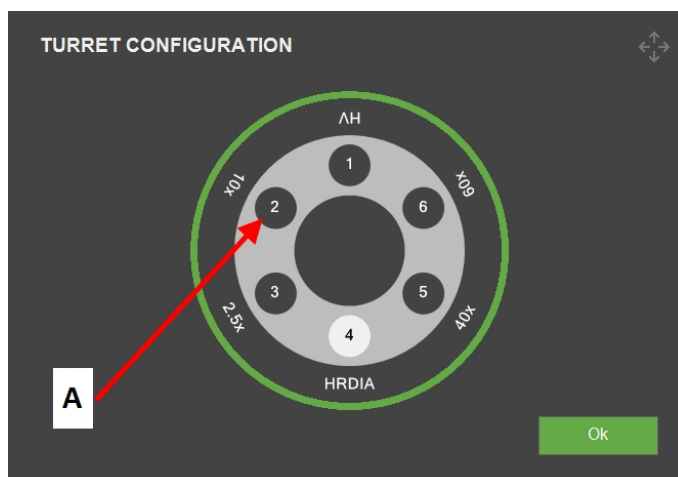 TURRET CONFIGURATION
HV
1
10x
2
60x
6
3
2.5x
5
40x
4
HRDIA
A
Ok